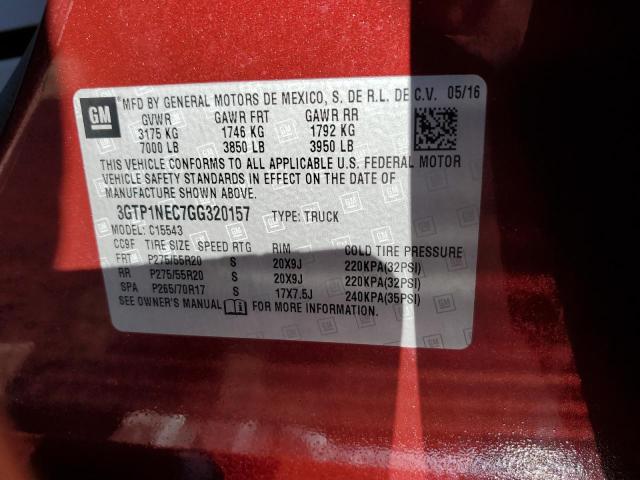 GM
MFD BY GENERAL MOTORS DE MEXICO, S. DE R.L. DE C.V. 05/16
GVWR GAWR FRT GAWR RR
3175 KG 1746 KG 1792 KG
7000 LB 3850 LB 3950 LB
THIS VEHICLE CONFORMS TO ALL APPLICABLE U.S. FEDERAL MOTOR
VEHICLE SAFETY STANDARDS IN EFFECT ON THE DATE OF
MANUFACTURE SHOWN ABOVE.
3GTP1NEC7GG320157 TYPE: TRUCK
MODEL: C15543
CC9F TIRE SIZE SPEED RTG RIM COLD TIRE PRESSURE
FRT P275/55R20 S 20X9J 220KPA(32PSI)
RR P275/55R20 S 20X9J 220KPA(32PSI)
SPA P265/70R17 S 17X7.5J 240KPA(35PSI)
SEE OWNER'S MANUAL FOR MORE INFORMATION.